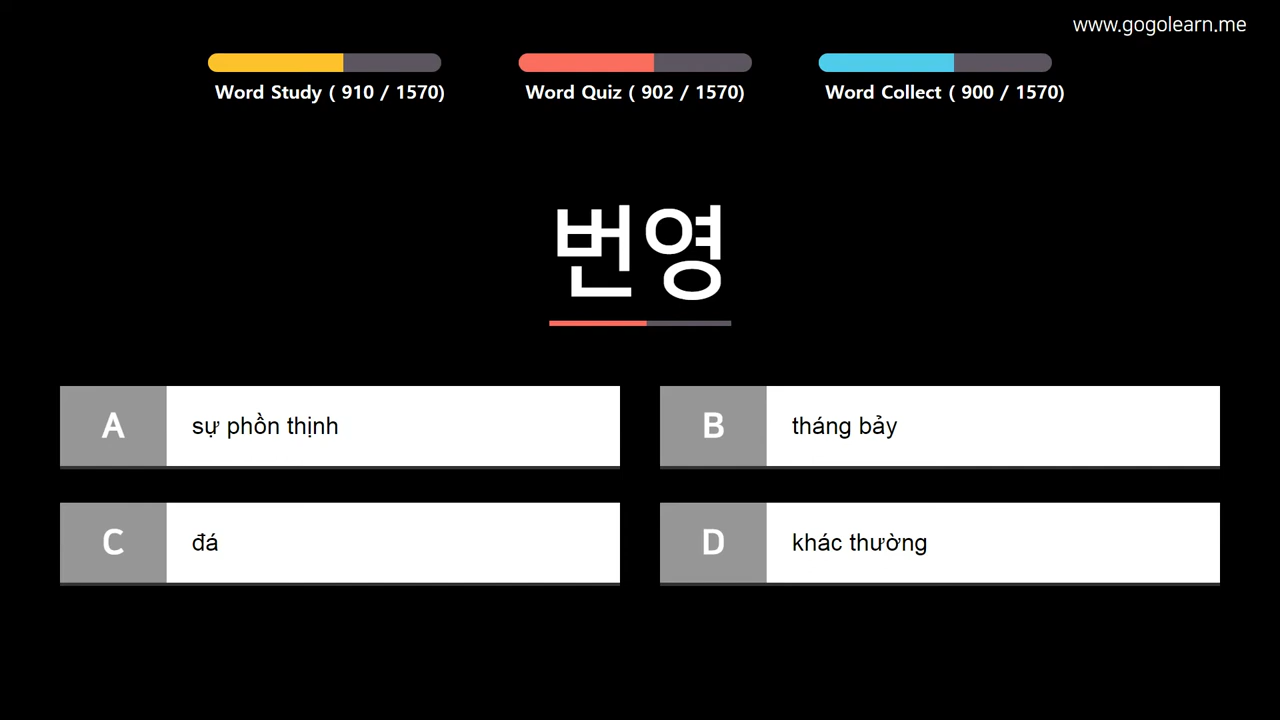 www.gogolearn.me
Word Study ( 910 / 1570)
Word Quiz ( 902 / 1570)
Word Collect ( 900 / 1570)
번영
A sự phồn thịnh
B tháng bảy
C đá
D khác thường